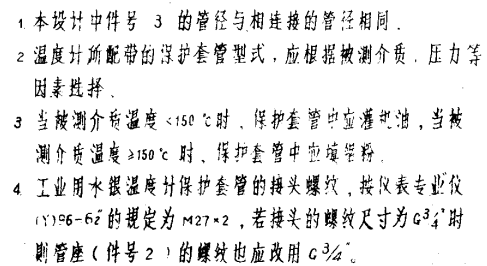 1. 本设计中件号 3 的管径与相连接的管径相同.
2 温度计所配带的保护套管型式, 应根据被测介质. 压力等
因素选择.
3 当被测介质温度 <150℃时. 保护套管中应灌机油, 当被
测介质温度≥150℃ 时. 保护套管中应填铝粉.
4. 工业用水银温度计保护套管的接头螺纹, 按仪表专业"仪
(Y)96-62"的规定为 M27×2, 若接头的螺纹尺寸为G3/4"时
则管座(件号2)的螺纹也应改用 G3/4".